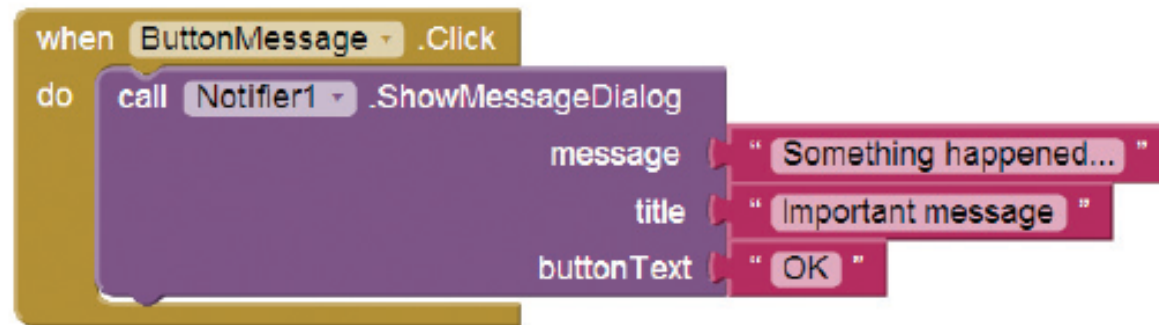 when ButtonMessage .Click
do call Notifier1 .ShowMessageDialog
message " Something happened... "
title " Important message "
buttonText " OK "